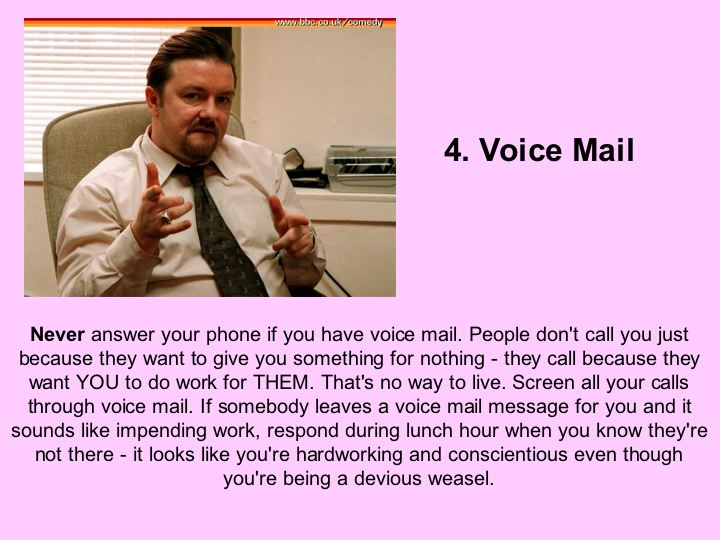 www.bbc.co.uk/comedy
4. Voice Mail
Never answer your phone if you have voice mail. People don't call you just
because they want to give you something for nothing - they call because they
want YOU to do work for THEM. That's no way to live. Screen all your calls
through voice mail. If somebody leaves a voice mail message for you and it
sounds like impending work, respond during lunch hour when you know they're
not there - it looks like you're hardworking and conscientious even though
you're being a devious weasel.